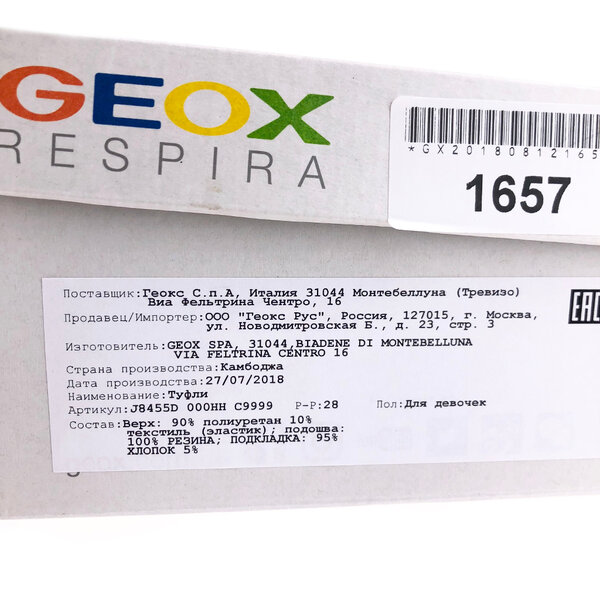 GEOX
RESPIRA
*GX20180812165
1657
Поставщик:Геокс С.п.А, Италия 31044 Монтебеллуна (Тревизо)
Виа Фельтрина Чентро, 16
Продавец/Импортер:ООО "Геокс Рус", Россия, 127015, г. Москва,
ул. Новодмитровская Б., д. 23, стр. 3
EAC
Изготовитель:GEOX SPA, 31044,BIADENE DI MONTEBELLUNA
VIA FELTRINA CENTRO 16
Страна производства:Камбоджа
Дата производства:27/07/2018
Наименование:Туфли
Артикул:J8455D 000HH C9999 Р-Р:28 Пол:Для девочек
Состав:Верх: 90% полиуретан 10%
текстиль (эластик); подошва:
100% РЕЗИНА; ПОДКЛАДКА: 95%
ХЛОПОК 5%